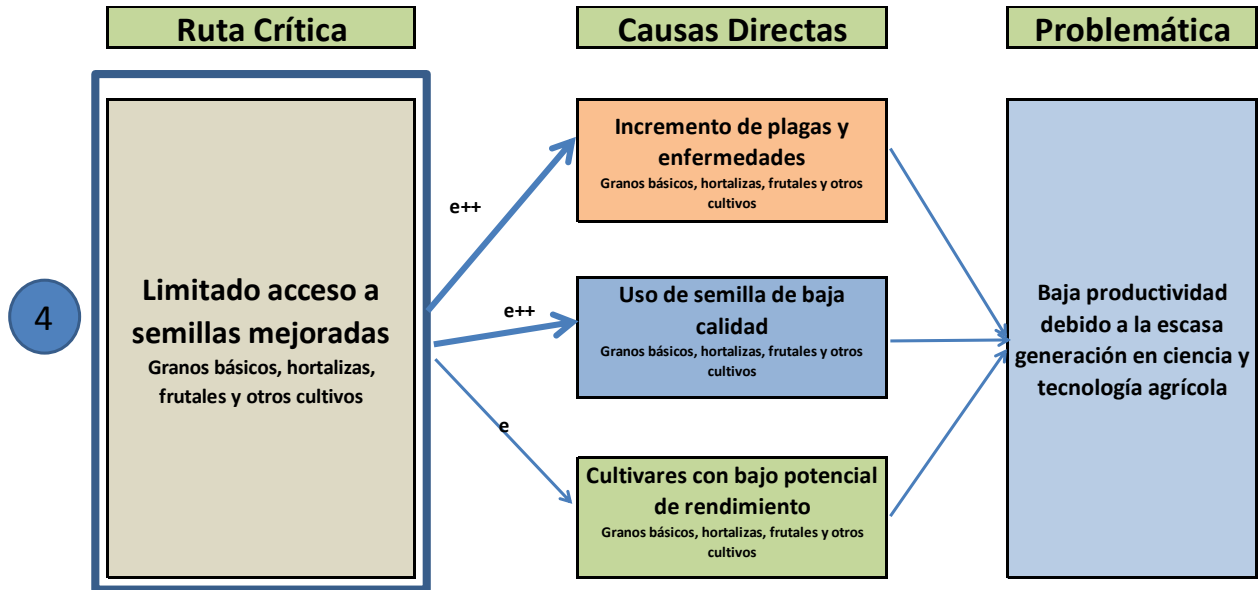 Ruta Crítica
Causas Directas
Problemática
4
Limitado acceso a
semillas mejoradas
Granos básicos, hortalizas,
frutales y otros cultivos
e++
e++
e
Incremento de plagas y
enfermedades
Granos básicos, hortalizas, frutales y otros
cultivos
Uso de semilla de baja
calidad
Granos básicos, hortalizas, frutales y otros
cultivos
Cultivares con bajo potencial
de rendimiento
Granos básicos, hortalizas, frutales y otros
cultivos
Baja productividad
debido a la escasa
generación en ciencia y
tecnología agrícola